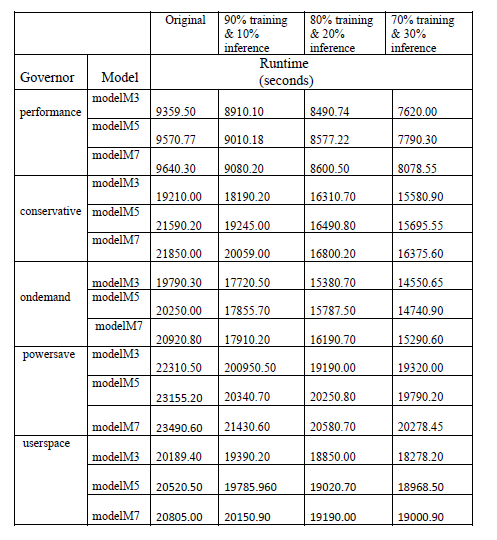 Original 90% training 80% training 70% training
& 10% & 20% & 30%
inference inference inference
Governor Model Runtime
(seconds)
performance modelM3 9359.50 8910.10 8490.74 7620.00
modelM5 9570.77 9010.18 8577.22 7790.30
modelM7 9640.30 9080.20 8600.50 8078.55
conservative modelM3 19210.00 18190.20 16310.70 15580.90
modelM5 21590.20 19245.00 16490.80 15695.55
modelM7 21850.00 20059.00 16800.20 16375.60
ondemand modelM3 19790.30 17720.50 15380.70 14550.65
modelM5 20250.00 17855.70 15787.50 14740.90
modelM7 20920.80 17910.20 16190.70 15290.60
powersave modelM3 22310.50 200950.50 19190.00 19320.00
modelM5 23155.20 20340.70 20250.80 19790.20
modelM7 23490.60 21430.60 20580.70 20278.45
userspace modelM3 20189.40 19390.20 18850.00 18278.20
modelM5 20520.50 19785.960 19020.70 18968.50
modelM7 20805.00 20150.90 19190.00 19000.90